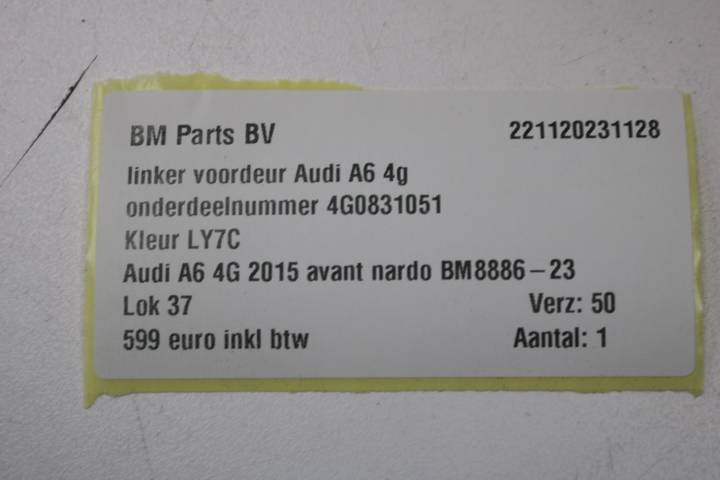 BM Parts BV 221120231128
linker voordeur Audi A6 4g
onderdeelnummer 4G0831051
Kleur LY7C
Audi A6 4G 2015 avant nardo BM8886-23
Lok 37 Verz: 50
599 euro inkl btw Aantal: 1